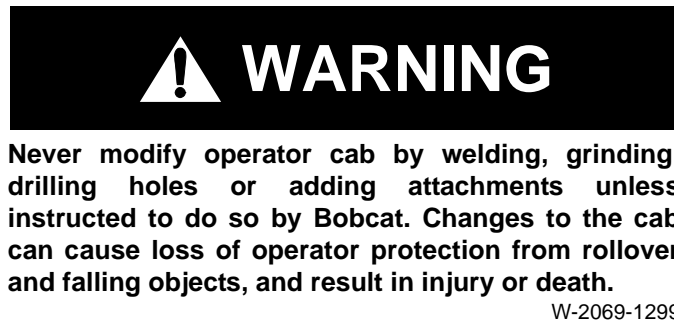 WARNING
Never modify operator cab by welding, grinding,
drilling holes or adding attachments unless
instructed to do so by Bobcat. Changes to the cab
can cause loss of operator protection from rollover
and falling objects, and result in injury or death.
W-2069-1299